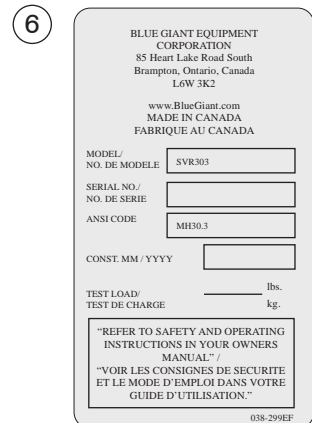 6
BLUE GIANT EQUIPMENT
CORPORATION
85 Heart Lake Road South
Brampton, Ontario, Canada
L6W 3K2
www.BlueGiant.com
MADE IN CANADA
FABRIQUE AU CANADA
MODEL/
NO. DE MODELE
SVR303
SERIAL NO./
NO. DE SERIE
ANSI CODE
MH30.3
CONST. MM / YYYY
lbs.
TEST LOAD/
TEST DE CHARGE
kg.
“REFER TO SAFETY AND OPERATING
INSTRUCTIONS IN YOUR OWNERS
MANUAL” /
“VOIR LES CONSIGNES DE SECURITE
ET LE MODE D’EMPLOI DANS VOTRE
GUIDE D’UTILISATION.”
038-299EF